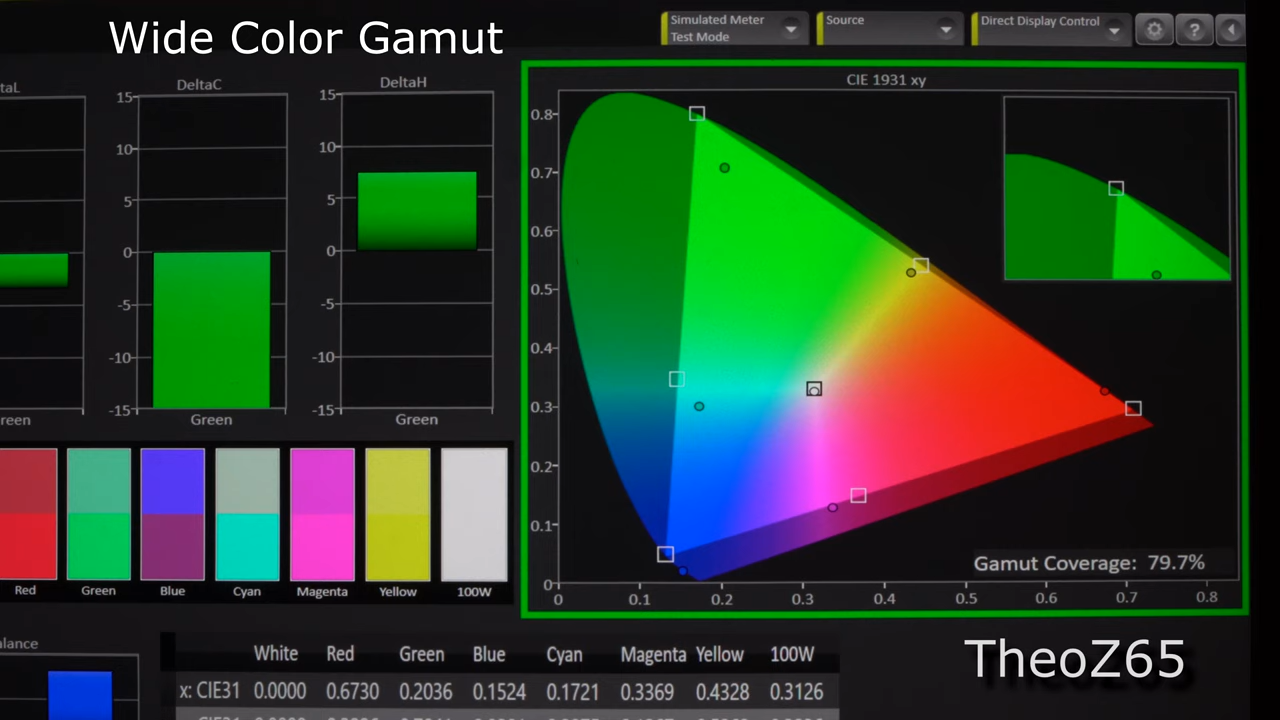 Wide Color Gamut
Simulated Meter
Test Mode
Source
Direct Display Control
?
taL
DeltaC
DeltaH
15
10
5
0
-5
-10
-15
15
10
5
0
-5
-10
-15
reen
Green
Green
CIE 1931 xy
0.8
0.7
0.6
0.5
0.4
0.3
0.2
0.1
0
0 0.1 0.2 0.3 0.4 0.5 0.6 0.7 0.8
Gamut Coverage: 79.7%
Red Green Blue Cyan Magenta Yellow 100W
lance
White Red Green Blue Cyan Magenta Yellow 100W
x: CIE31 0.0000 0.6730 0.2036 0.1524 0.1721 0.3369 0.4328 0.3126
TheoZ65